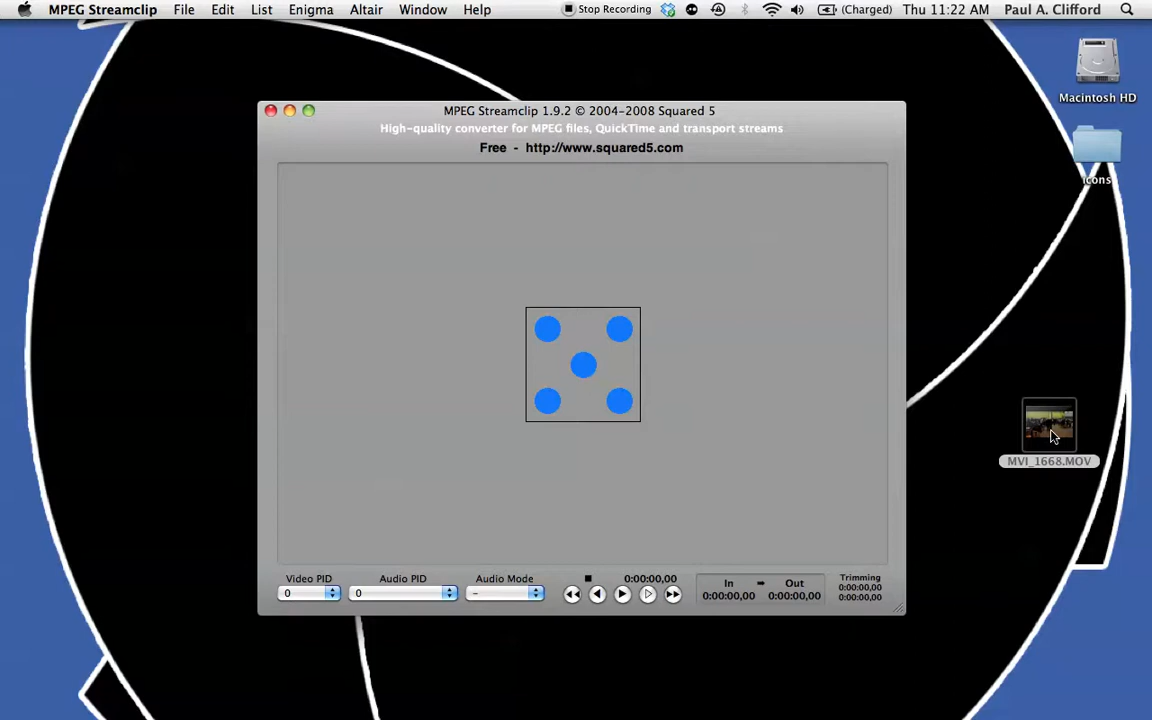 MPEG Streamclip File Edit List Enigma Altair Window Help Stop Recording (Charged) Thu 11:22 AM Paul A. Clifford
MPEG Streamclip 1.9.2 © 2004-2008 Squared 5
High-quality converter for MPEG files, QuickTime and transport streams
Free - http://www.squared5.com
Macintosh HD
icons
MVI_1668.MOV
Video PID Audio PID Audio Mode 0:00:00,00 In Out Trimming
0 0 - 0:00:00,00 0:00:00,00 0:00:00,00
0:00:00,00